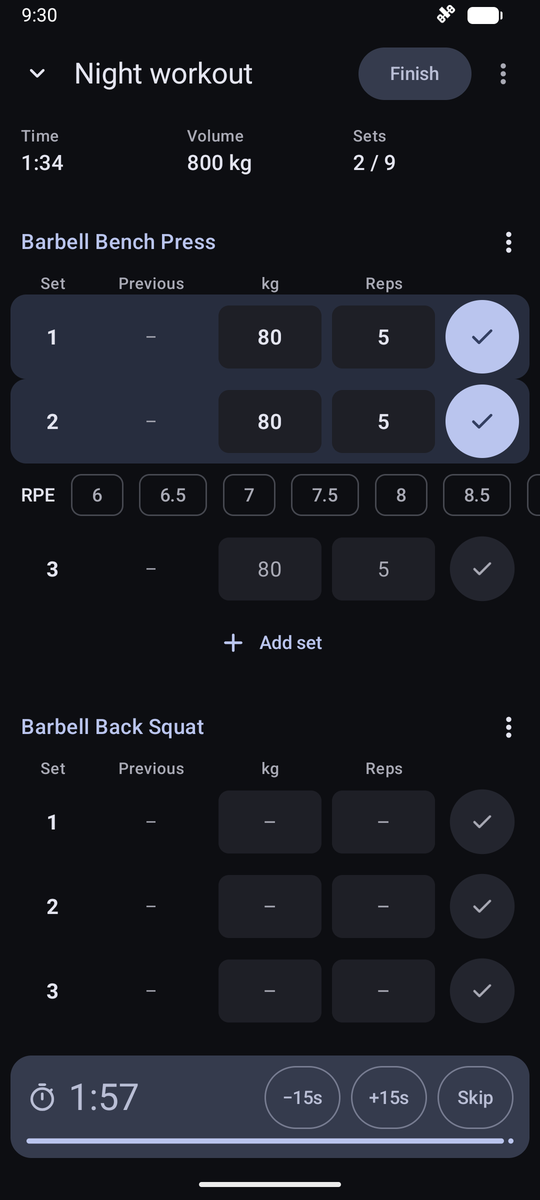 9:30
Night workout
Finish
Time Volume Sets
1:34 800 kg 2 / 9
Barbell Bench Press
Set Previous kg Reps
1 – 80 5
2 – 80 5
RPE 6 6.5 7 7.5 8 8.5
3 – 80 5
+ Add set
Barbell Back Squat
Set Previous kg Reps
1 – – –
2 – – –
3 – – –
1:57 −15s +15s Skip